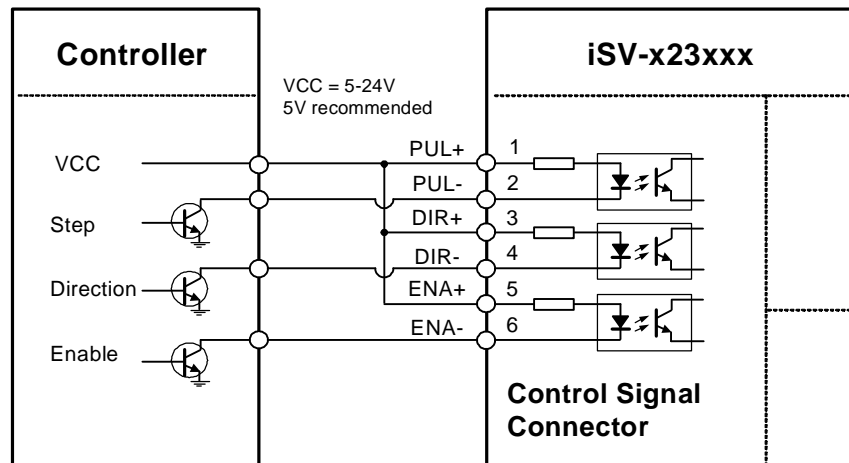 Controller
iSV-x23xxx
VCC = 5-24V
5V recommended
VCC
PUL+
1
PUL-
2
Step
DIR+
3
DIR-
4
Direction
ENA+
5
ENA-
6
Enable
Control Signal
Connector